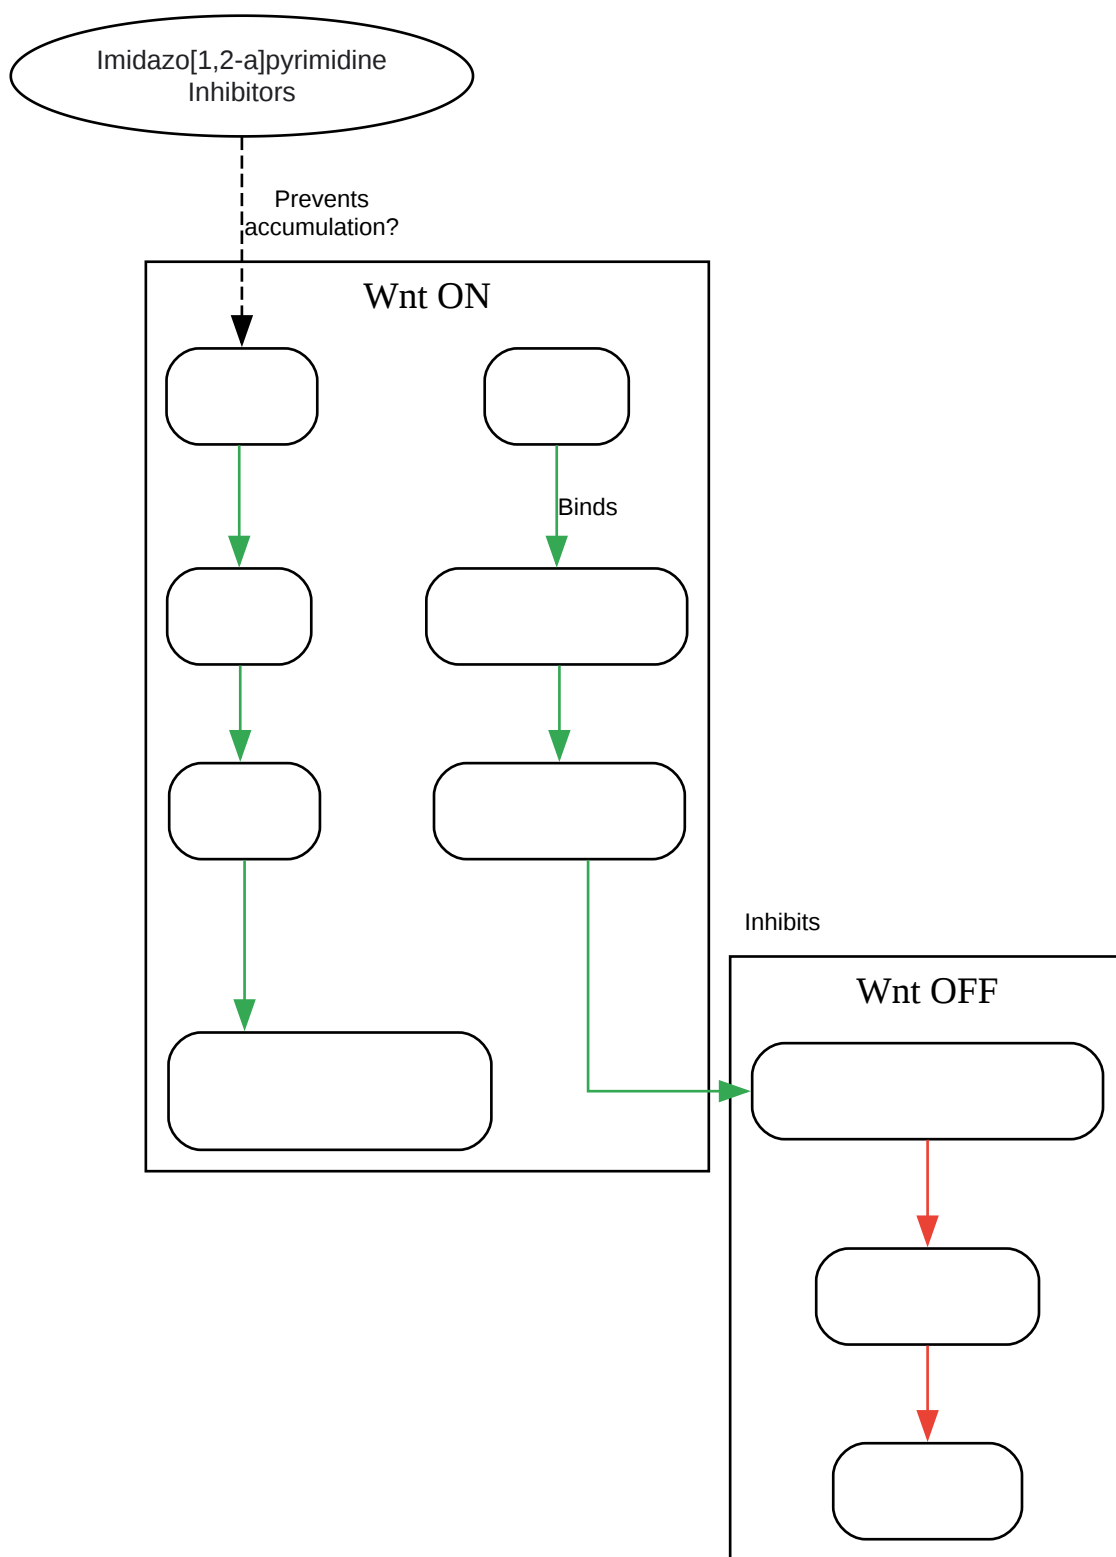 Imidazo[1,2-a]pyrimidine
Inhibitors
Prevents
accumulation?
Wnt ON
Binds
Inhibits
Wnt OFF